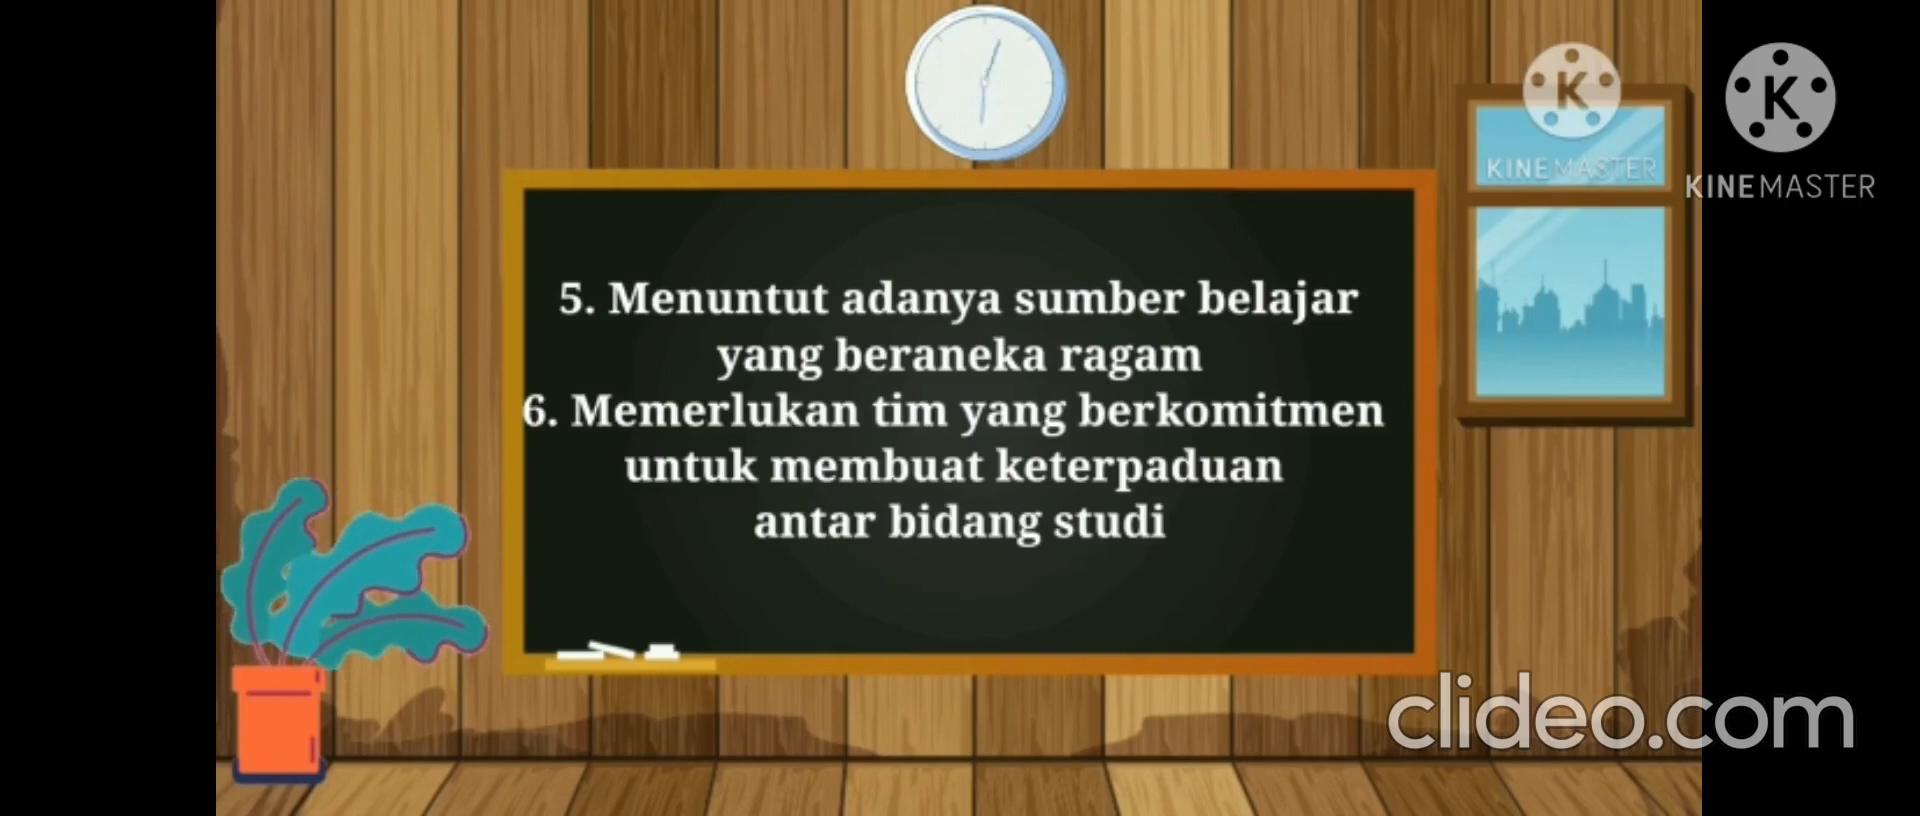 K
KINEMASTER
K
KINEMASTER
5. Menuntut adanya sumber belajar
yang beraneka ragam
6. Memerlukan tim yang berkomitmen
untuk membuat keterpaduan
antar bidang studi
clideo.com